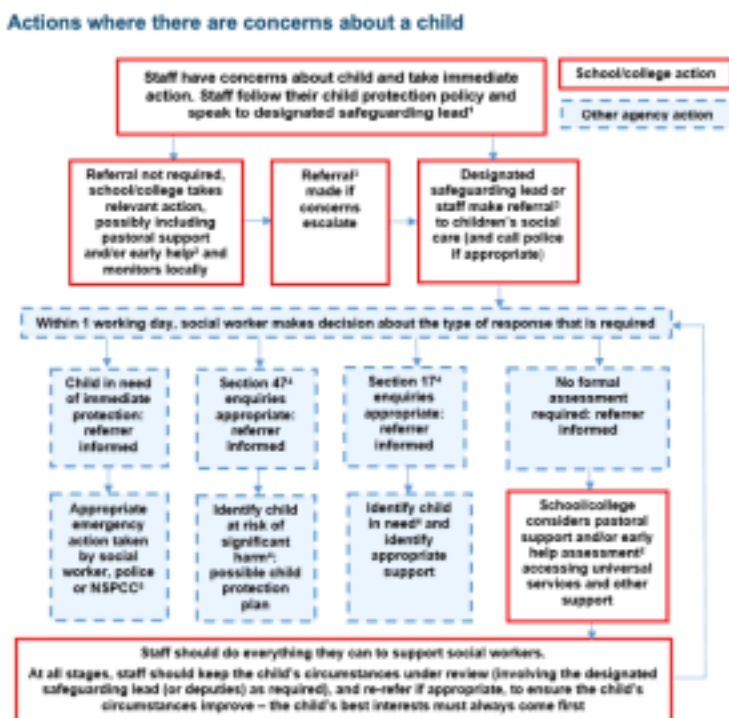 Actions where there are concerns about a child
Staff have concerns about child and take immediate
action. Staff follow their child protection policy and
speak to designated safeguarding lead¹
School/college action
Other agency action
Referral not required,
school/college takes
relevant action,
possibly including
pastoral support
and/or early help² and
monitors locally
Referral³
made if
concerns
escalate
Designated
safeguarding lead or
staff make referral³
to children's social
care (and call police
if appropriate)
Within 1 working day, social worker makes decision about the type of response that is required
Child in need
of immediate
protection:
referrer
informed
Section 47⁴
enquiries
appropriate:
referrer
informed
Section 17⁴
enquiries
appropriate:
referrer
informed
No formal
assessment
required: referrer
informed
Appropriate
emergency
action taken
by social
worker, police
or NSPCC⁵
Identify child
at risk of
significant
harm⁴:
possible child
protection
plan
Identify child
in need⁴ and
identify
appropriate
support
School/college
considers pastoral
support and/or early
help assessment²
accessing universal
services and other
support
Staff should do everything they can to support social workers.
At all stages, staff should keep the child's circumstances under review (involving the designated
safeguarding lead (or deputies) as required), and re-refer if appropriate, to ensure the child's
circumstances improve – the child's best interests must always come first